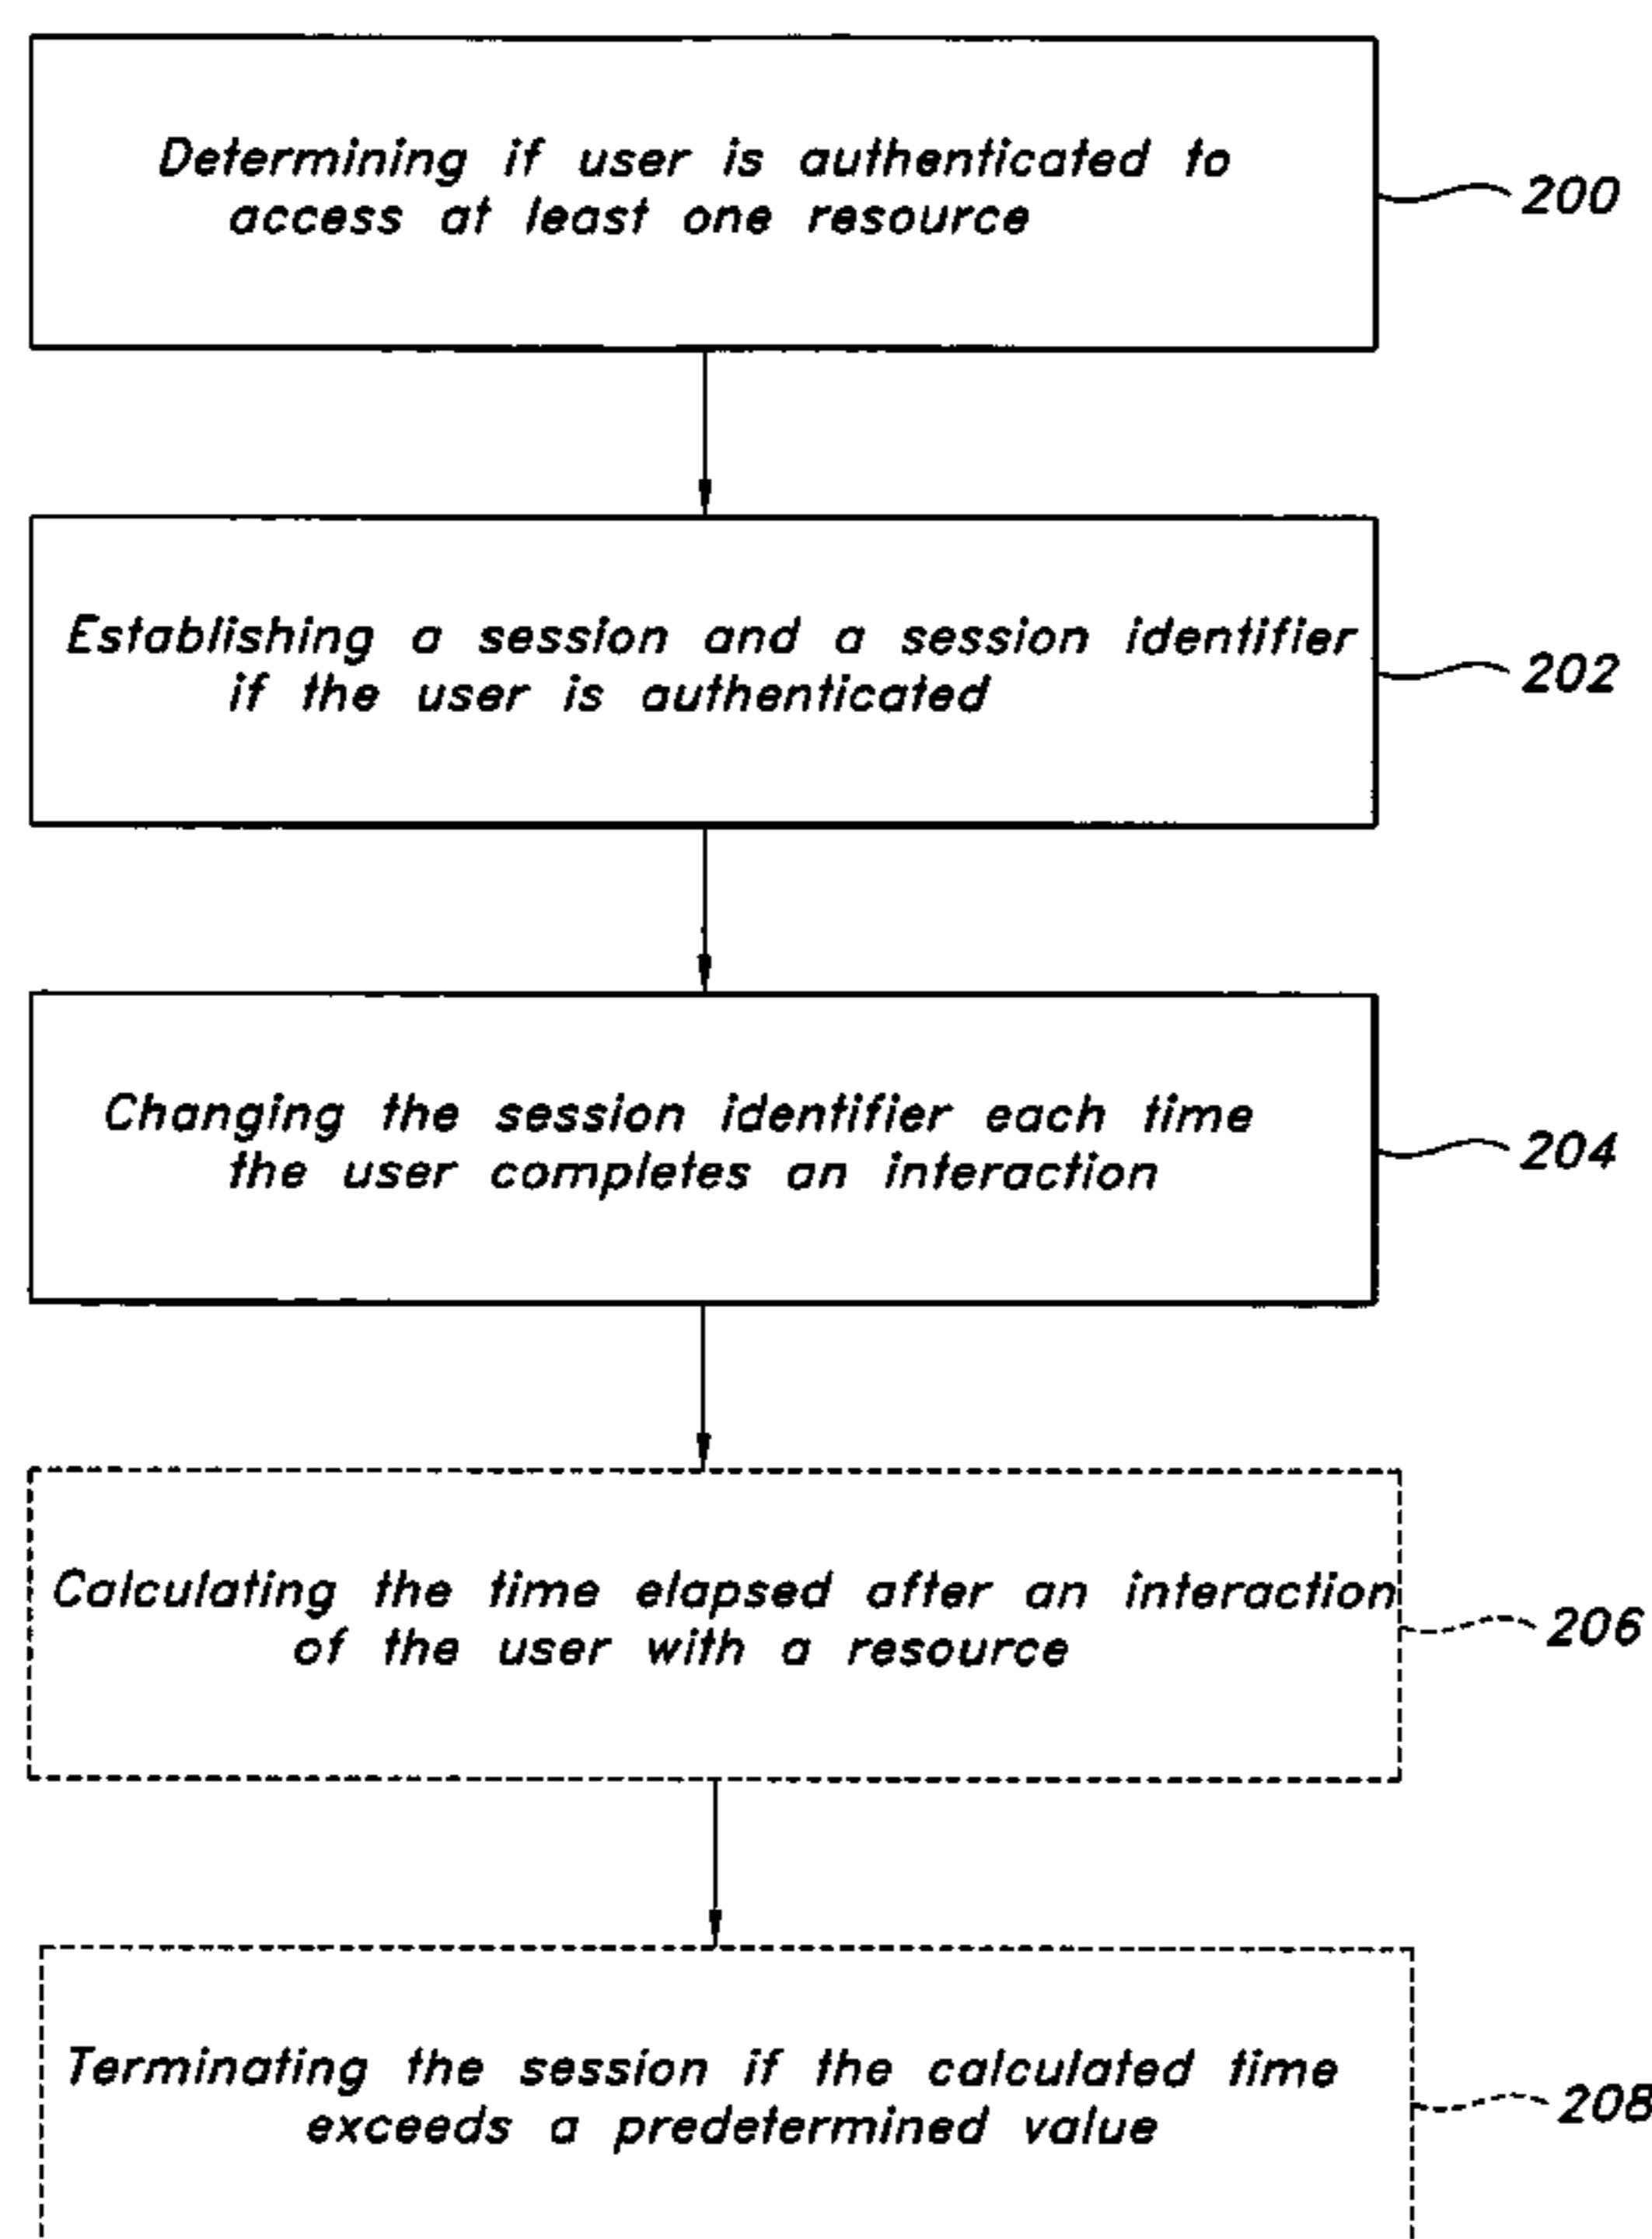 Determining if user is authenticated to
access at least one resource
200
Establishing a session and a session identifier
if the user is authenticated
202
Changing the session identifier each time
the user completes an interaction
204
Calculating the time elapsed after an interaction
of the user with a resource
206
Terminating the session if the calculated time
exceeds a predetermined value
208